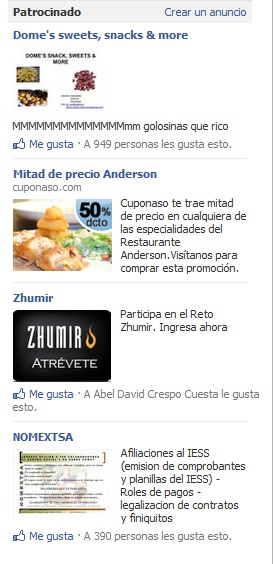 Patrocinado Crear un anuncio
Dome's sweets, snacks & more
DOME'S SNACK, SWEETS &
MORE
MMMMMMMMMMMMMMmm golosinas que rico
Me gusta · A 949 personas les gusta esto.
Mitad de precio Anderson
cuponaso.com
50%
dcto
Cuponaso te trae mitad
de precio en cualquiera de
las especialidades del
Restaurante
Anderson.Visítanos para
comprar esta promoción.
Zhumir
ZHUMIR
ATRÉVETE
Participa en el Reto
Zhumir. Ingresa ahora
Me gusta · A Abel David Crespo Cuesta le gusta
esto.
NOMEXTSA
Afiliaciones al IESS
(emision de comprobantes
y planillas del IESS) -
Roles de pagos -
legalizacion de contratos
y finiquitos
Me gusta · A 390 personas les gusta esto.